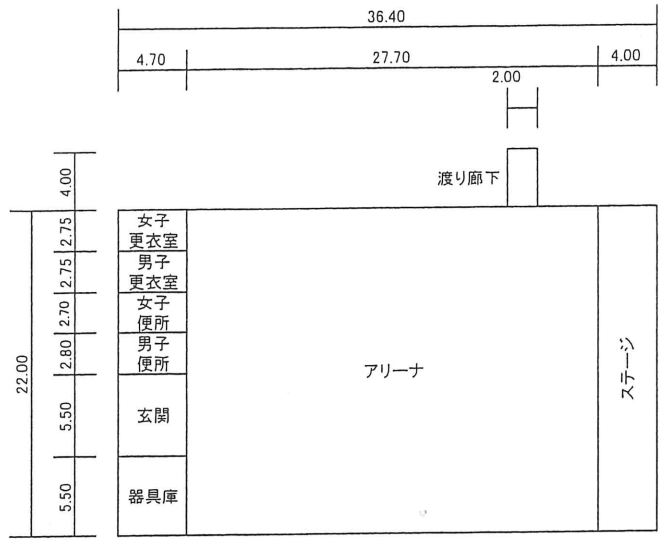 36.40
4.70
27.70
4.00
2.00
4.00
渡り廊下
2.75
女子
更衣室
2.75
男子
更衣室
2.70
女子
便所
2.80
男子
便所
22.00
アリーナ
ステージ
5.50
玄関
5.50
器具庫